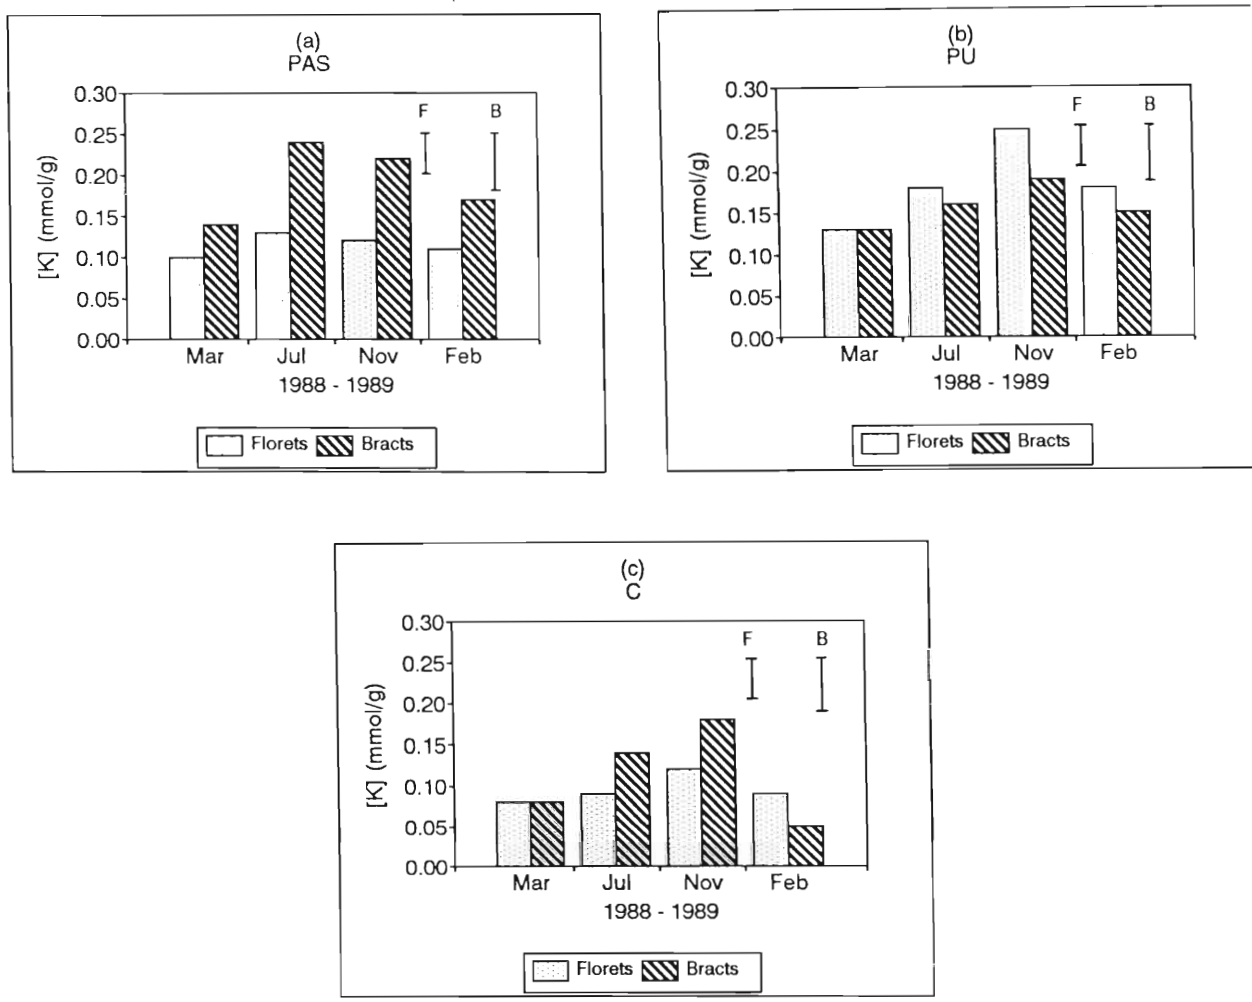 (a)
PAS
0.30
0.25
0.20
0.15
0.10
0.05
0.00
[K] (mmol/g)
F B
Mar Jul Nov Feb
1988 - 1989
Florets Bracts
(b)
PU
0.30
0.25
0.20
0.15
0.10
0.05
0.00
[K] (mmol/g)
F B
Mar Jul Nov Feb
1988 - 1989
Florets Bracts
(c)
C
0.30
0.25
0.20
0.15
0.10
0.05
0.00
[K] (mmol/g)
F B
Mar Jul Nov Feb
1988 - 1989
Florets Bracts